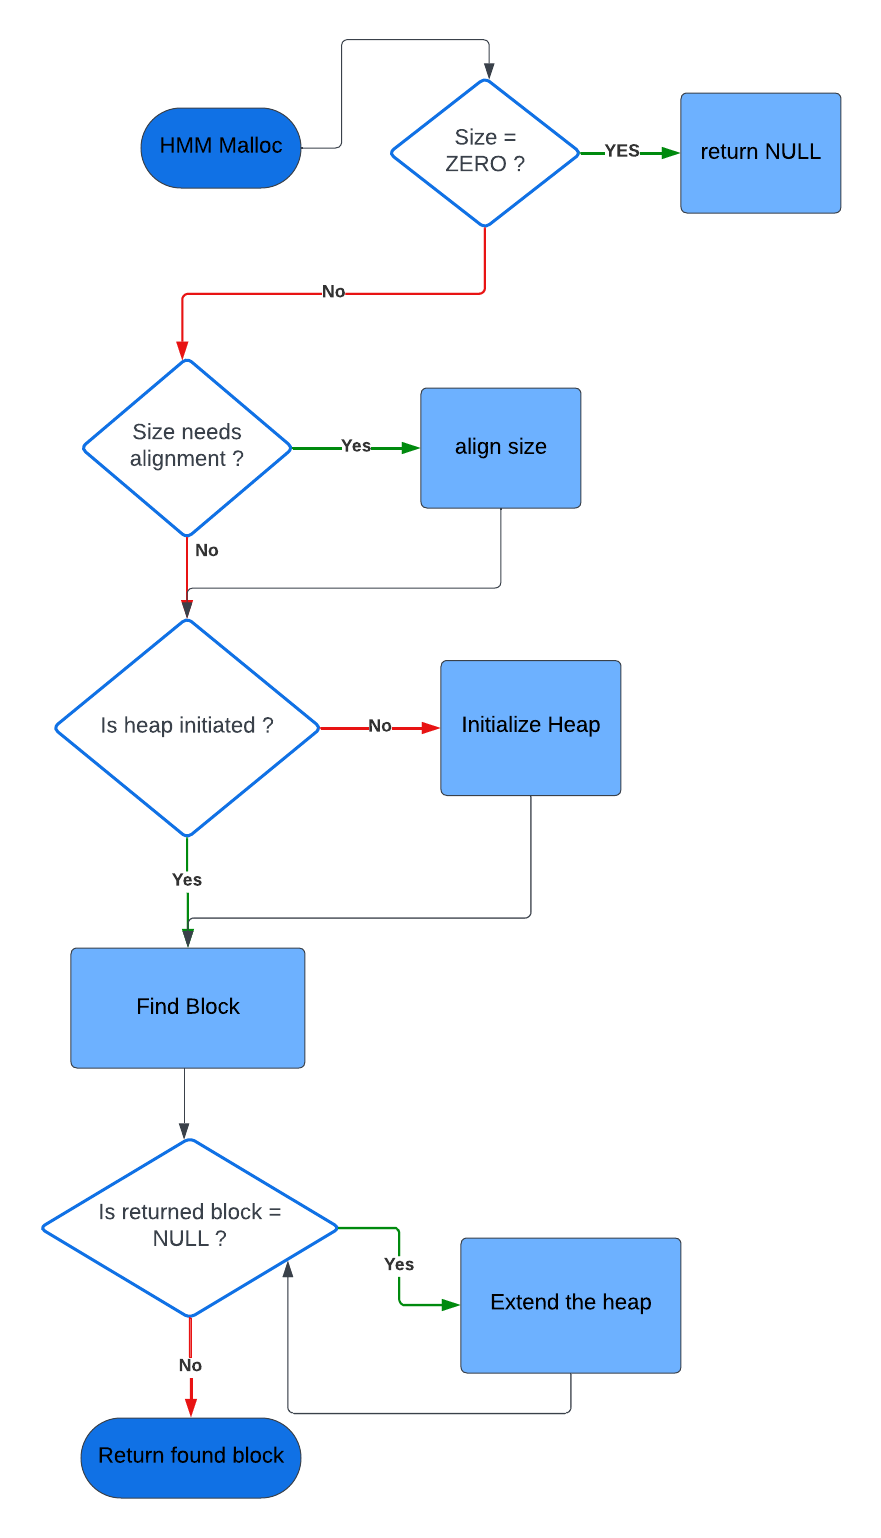 HMM Malloc
Size =
ZERO ?
YES
return NULL
No
Size needs
alignment ?
Yes
align size
No
Is heap initiated ?
No
Initialize Heap
Yes
Find Block
Is returned block =
NULL ?
Yes
Extend the heap
No
Return found block